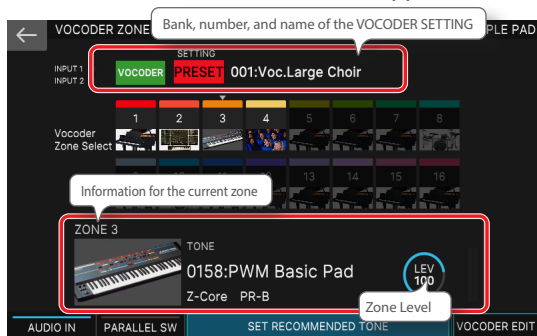 Bank, number, and name of the VOCODER SETTING
VOCODER ZONE
PLE PAD
SETTING
INPUT 1
INPUT 2
VOCODER PRESET 001:Voc.Large Choir
1 2 3 4 5 6 7 8
Vocoder
Zone Select
13 14 15 16
Information for the current zone
ZONE 3
TONE
0158:PWM Basic Pad
LEV
100
Z-Core PR-B
Zone Level
AUDIO IN PARALLEL SW SET RECOMMENDED TONE VOCODER EDIT